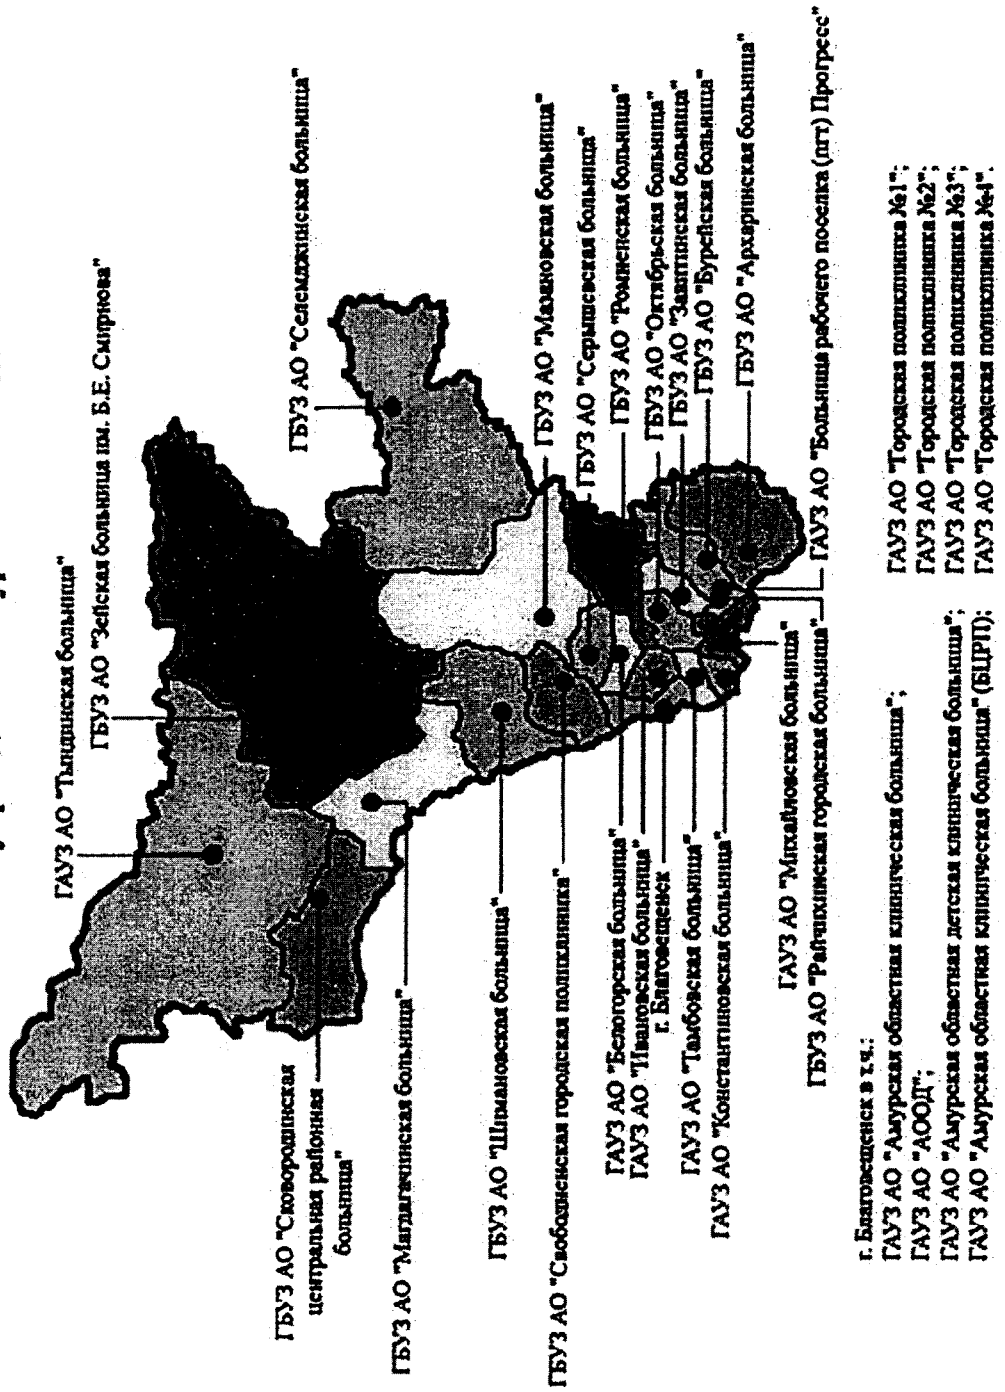 ГАУЗ АО "Тындинская больница"
ГБУЗ АО "Зейская больница им. Б.Е. Смирнова"
ГБУЗ АО "Селемджинская больница"
ГБУЗ АО "Мазановская больница"
ГБУЗ АО "Серышевская больница"
ГБУЗ АО "Ромненская больница"
ГБУЗ АО "Октябрьская больница"
ГБУЗ АО "Завитинская больница"
ГБУЗ АО "Бурейская больница"
ГБУЗ АО "Архаринская больница"
ГАУЗ АО "Больница рабочего поселка (пгт) Прогресс"
ГБУЗ АО "Сковородинская
центральная районная
больница"
ГБУЗ АО "Магдагачинская больница"
ГБУЗ АО "Шимановская больница"
ГБУЗ АО "Свободненская городская поликлиника"
ГАУЗ АО "Белогорская больница"
ГАУЗ АО "Ивановская больница"
г. Благовещенск
ГАУЗ АО "Тамбовская больница"
ГАУЗ АО "Константиновская больница"
ГАУЗ АО "Михайловская больница"
ГБУЗ АО "Райчихинская городская больница"
г. Благовещенск в т.ч.:
ГАУЗ АО "Амурская областная клиническая больница";
ГАУЗ АО "АООД";
ГАУЗ АО "Амурская областная детская клиническая больница";
ГАУЗ АО "Амурская областная клиническая больница" (БЦРП);
ГАУЗ АО "Городская поликлиника №1";
ГАУЗ АО "Городская поликлиника №2";
ГАУЗ АО "Городская поликлиника №3";
ГАУЗ АО "Городская поликлиника №4".